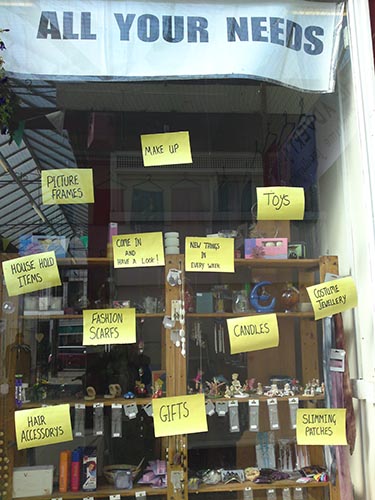 ALL YOUR NEEDS
MAKE UP
PICTURE
FRAMES
TOYS
COME IN
AND
HAVE A LOOK!
NEW THINGS
IN
EVERY WEEK
HOUSE HOLD
ITEMS
COSTUME
JEWELLERY
FASHION
SCARFS
CANDLES
HAIR
ACCESSORYS
GIFTS
SLIMMING
PATCHES